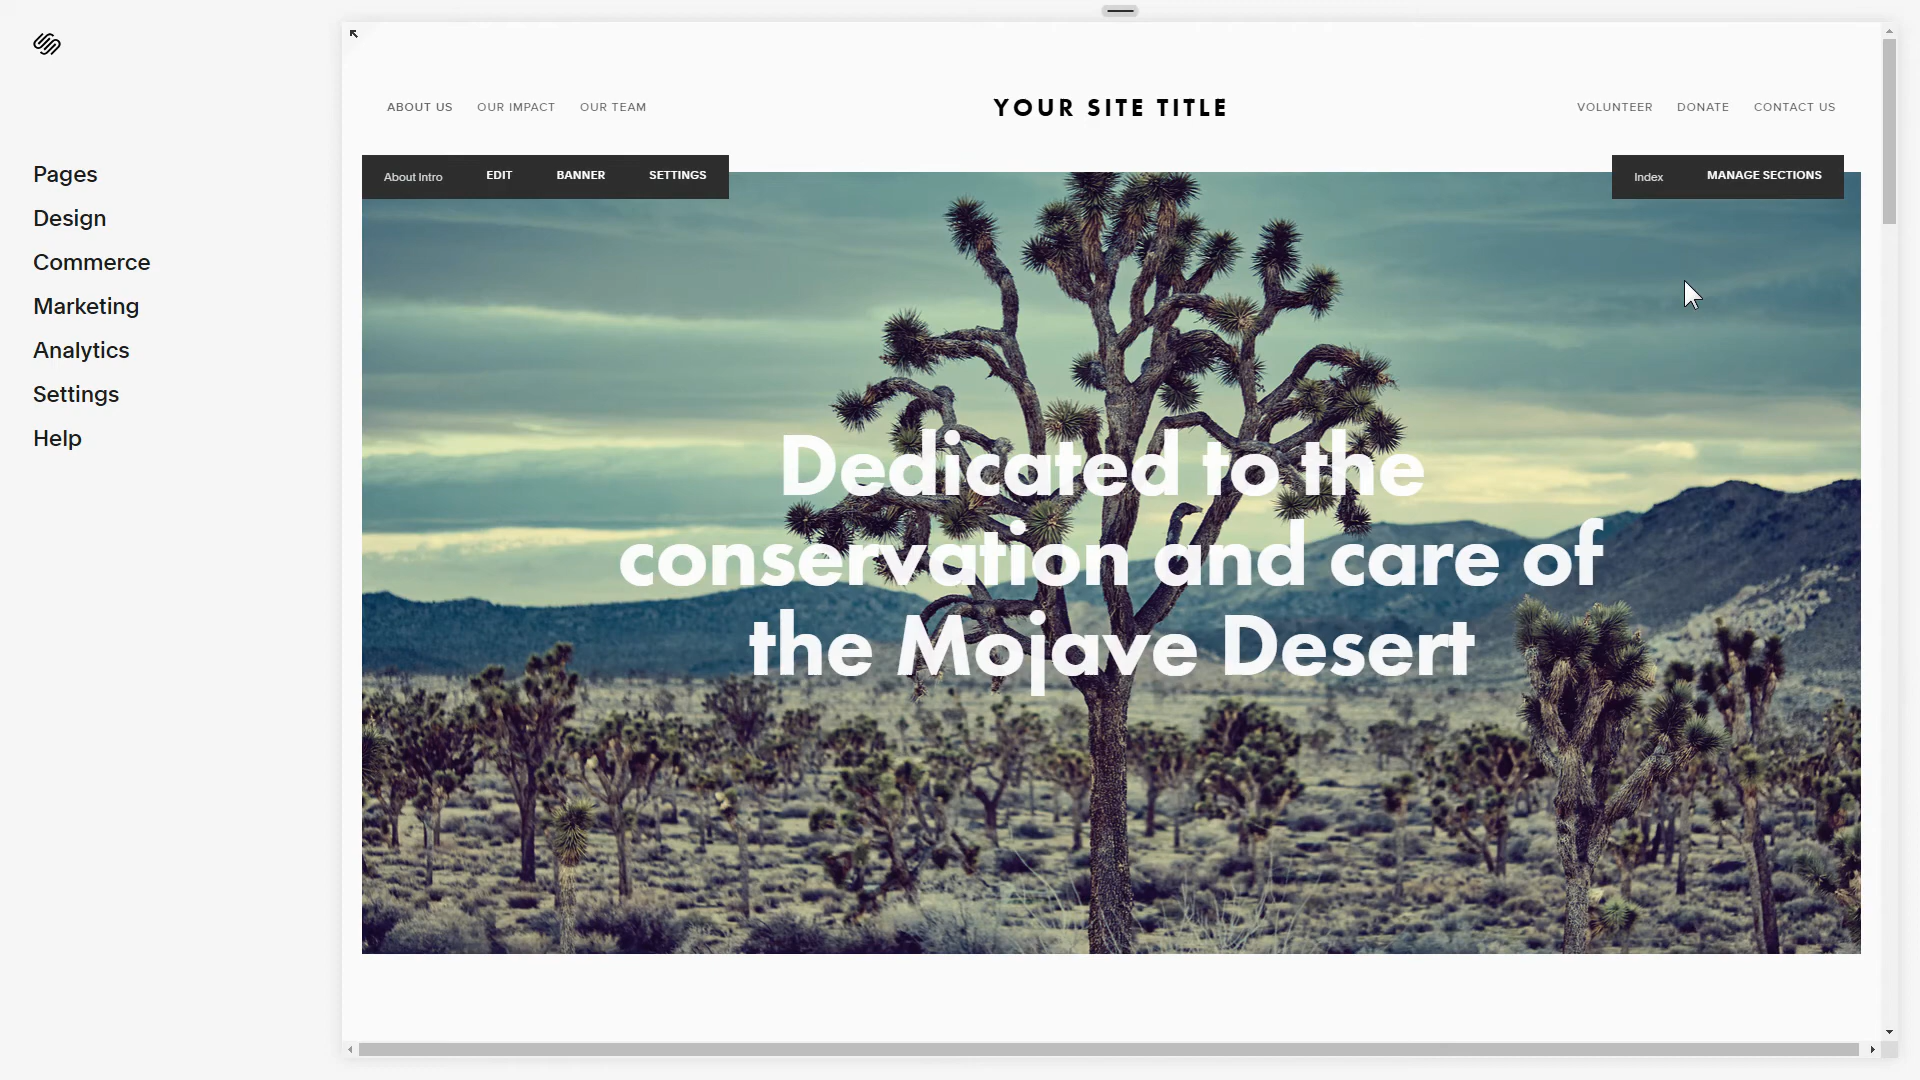 Pages
Design
Commerce
Marketing
Analytics
Settings
Help
ABOUT US OUR IMPACT OUR TEAM YOUR SITE TITLE VOLUNTEER DONATE CONTACT US
About Intro EDIT BANNER SETTINGS Index MANAGE SECTIONS
Dedicated to the
conservation and care of
the Mojave Desert